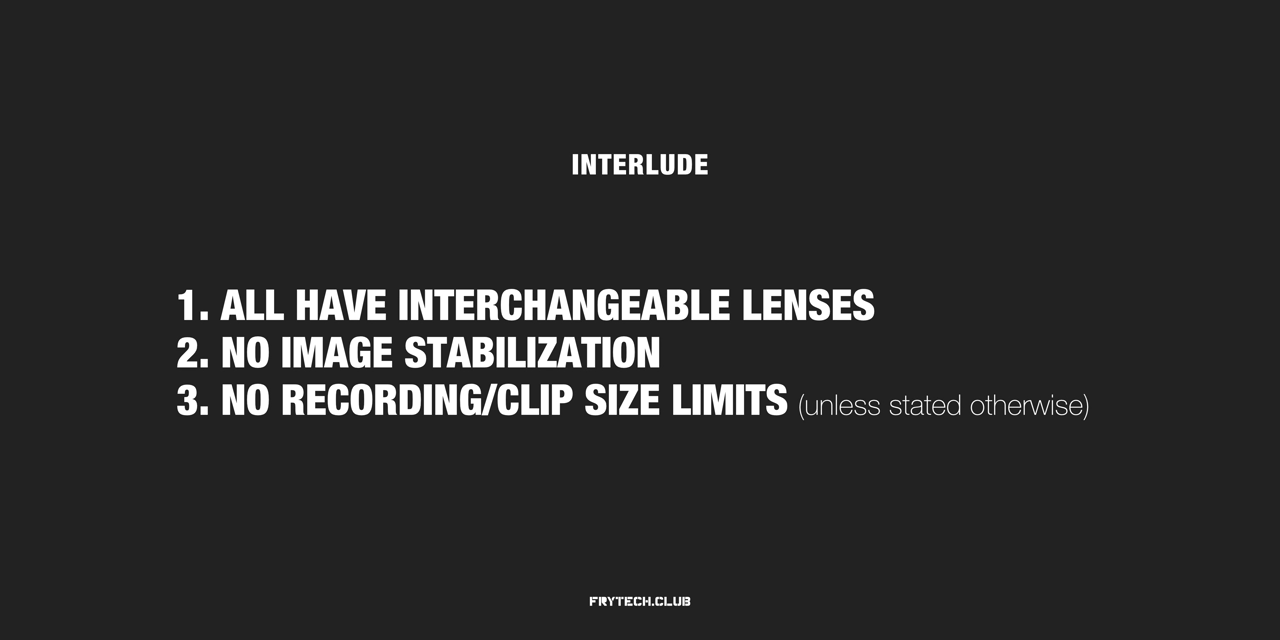 INTERLUDE
1. ALL HAVE INTERCHANGEABLE LENSES
2. NO IMAGE STABILIZATION
3. NO RECORDING/CLIP SIZE LIMITS (unless stated otherwise)
FRYTECH.CLUB